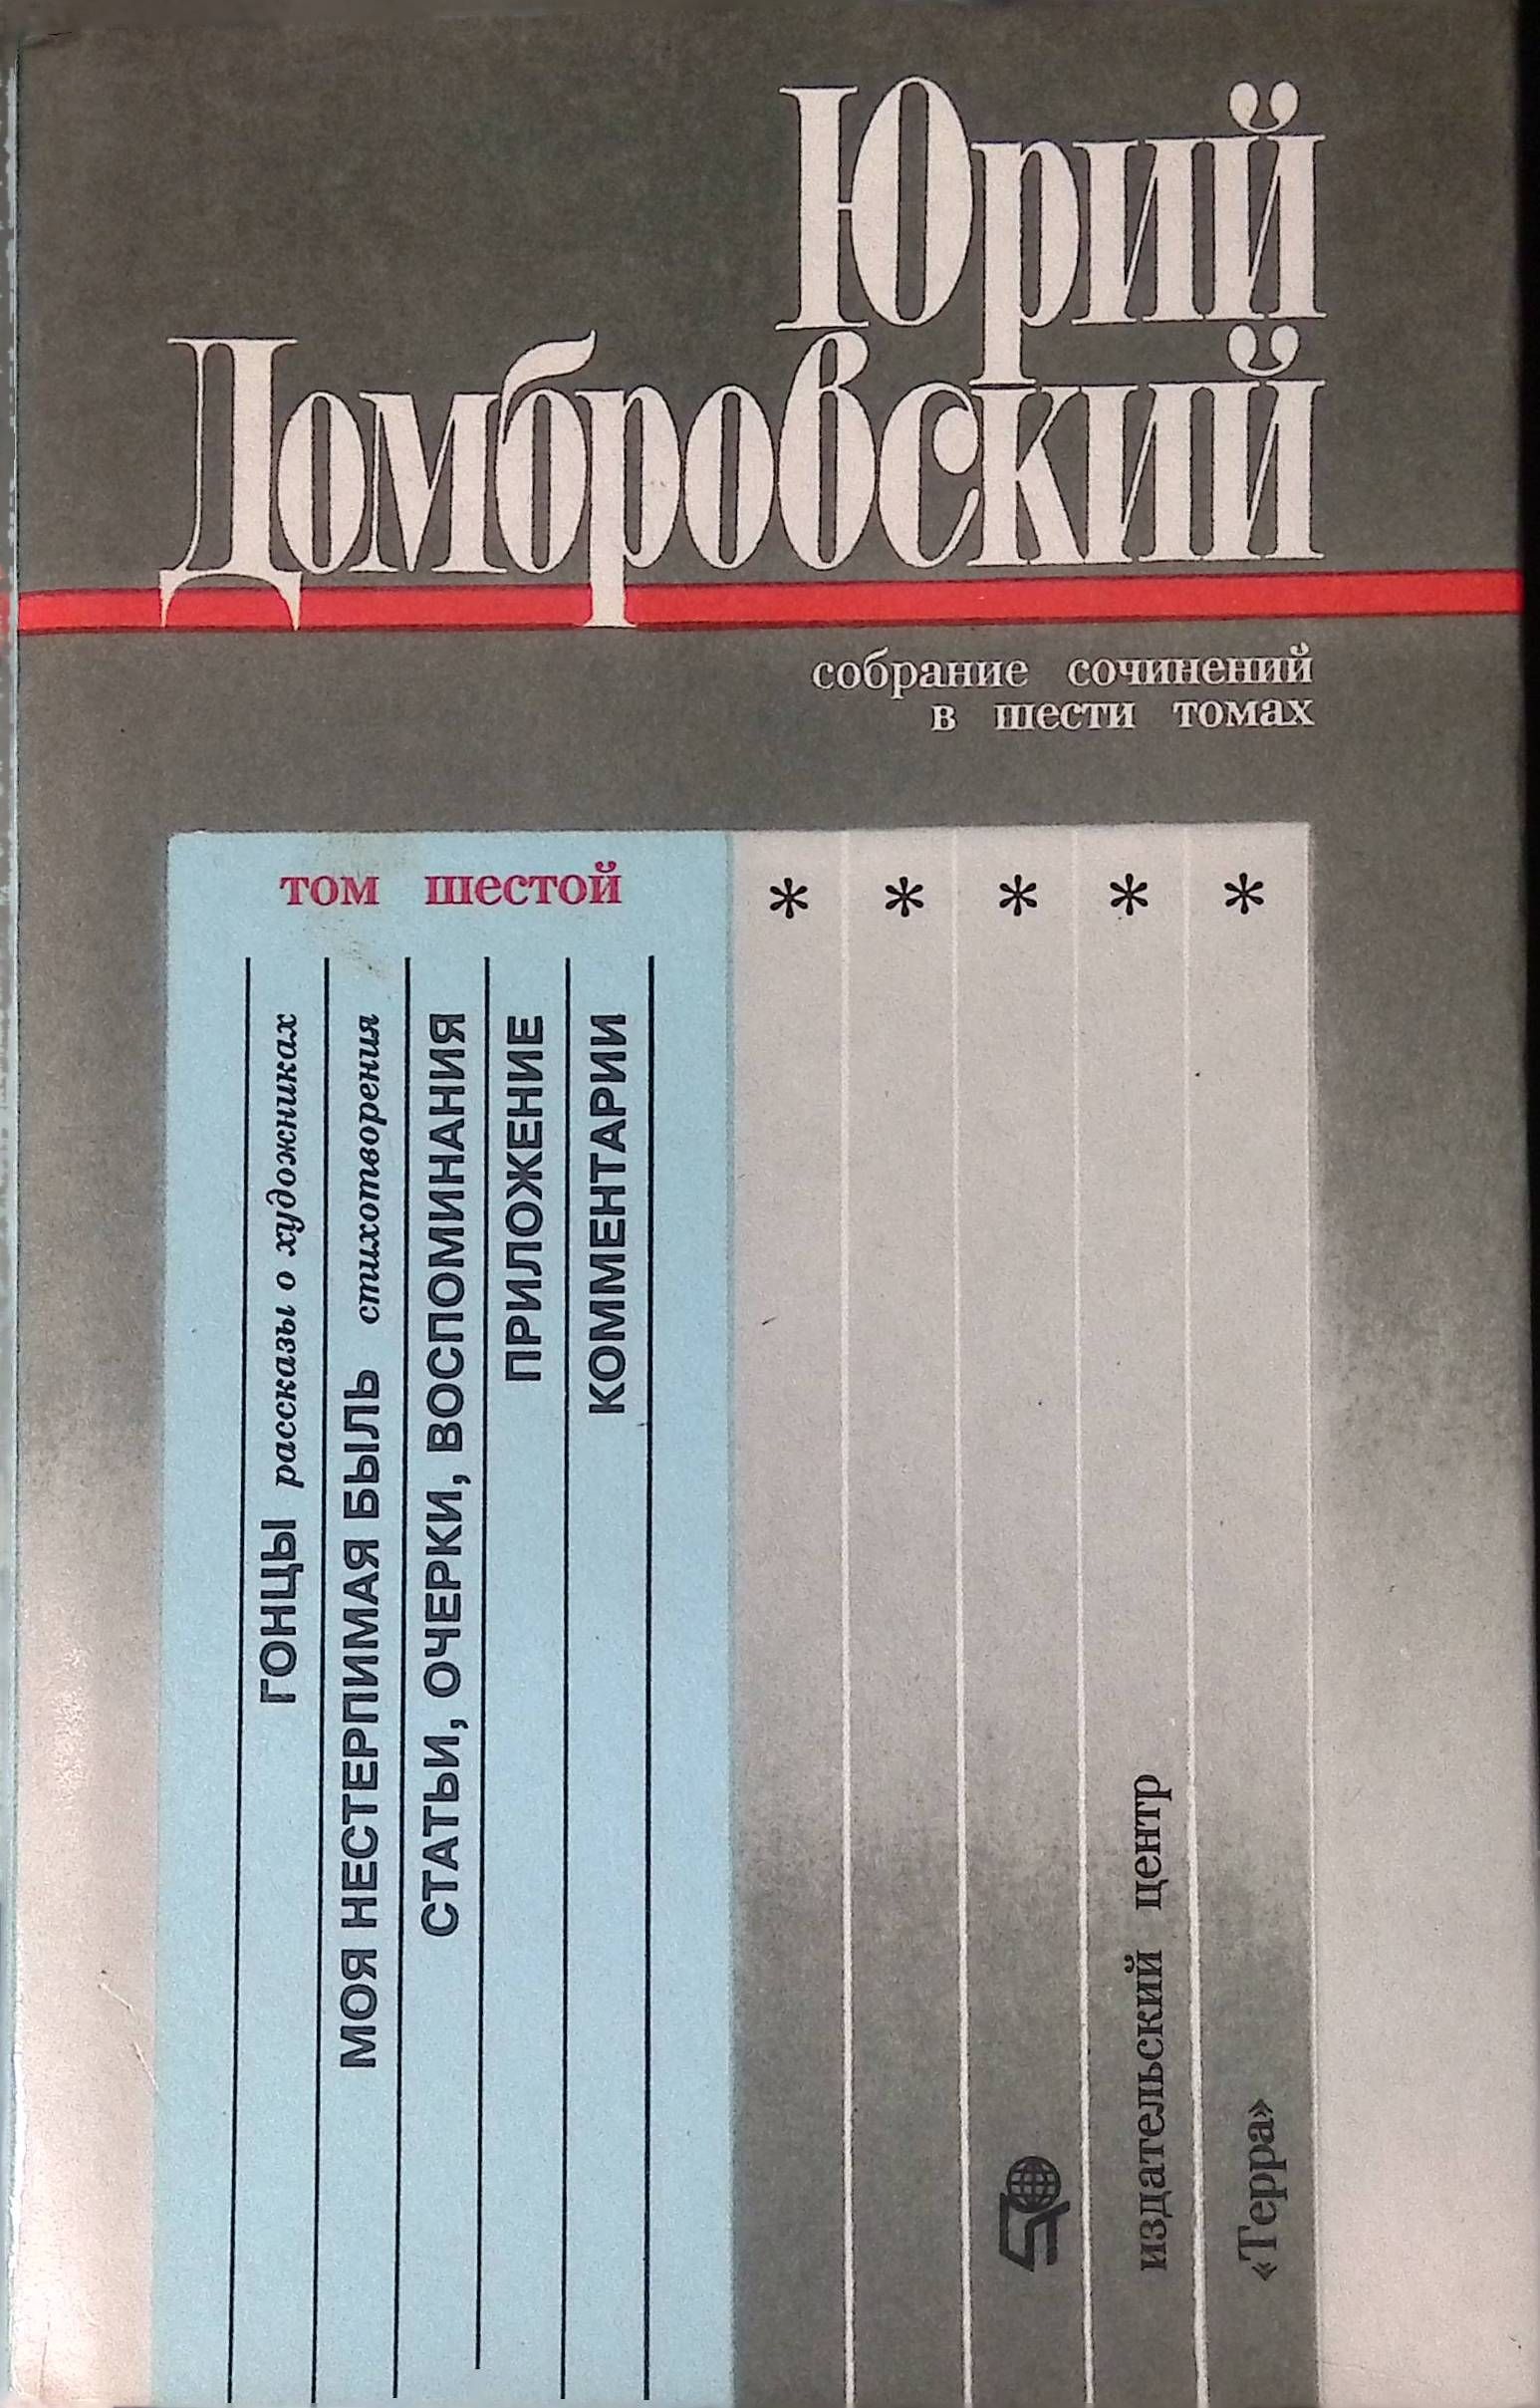 Юрий
Домбровский
собрание сочинений
в шести томах
том шестой
* * * * *
ГОНЦЫ рассказы о художниках
МОЯ НЕСТЕРПИМАЯ БЫЛЬ стихотворения
СТАТЬИ, ОЧЕРКИ, ВОСПОМИНАНИЯ
ПРИЛОЖЕНИЕ
КОММЕНТАРИИ
издательский центр
«Терра»